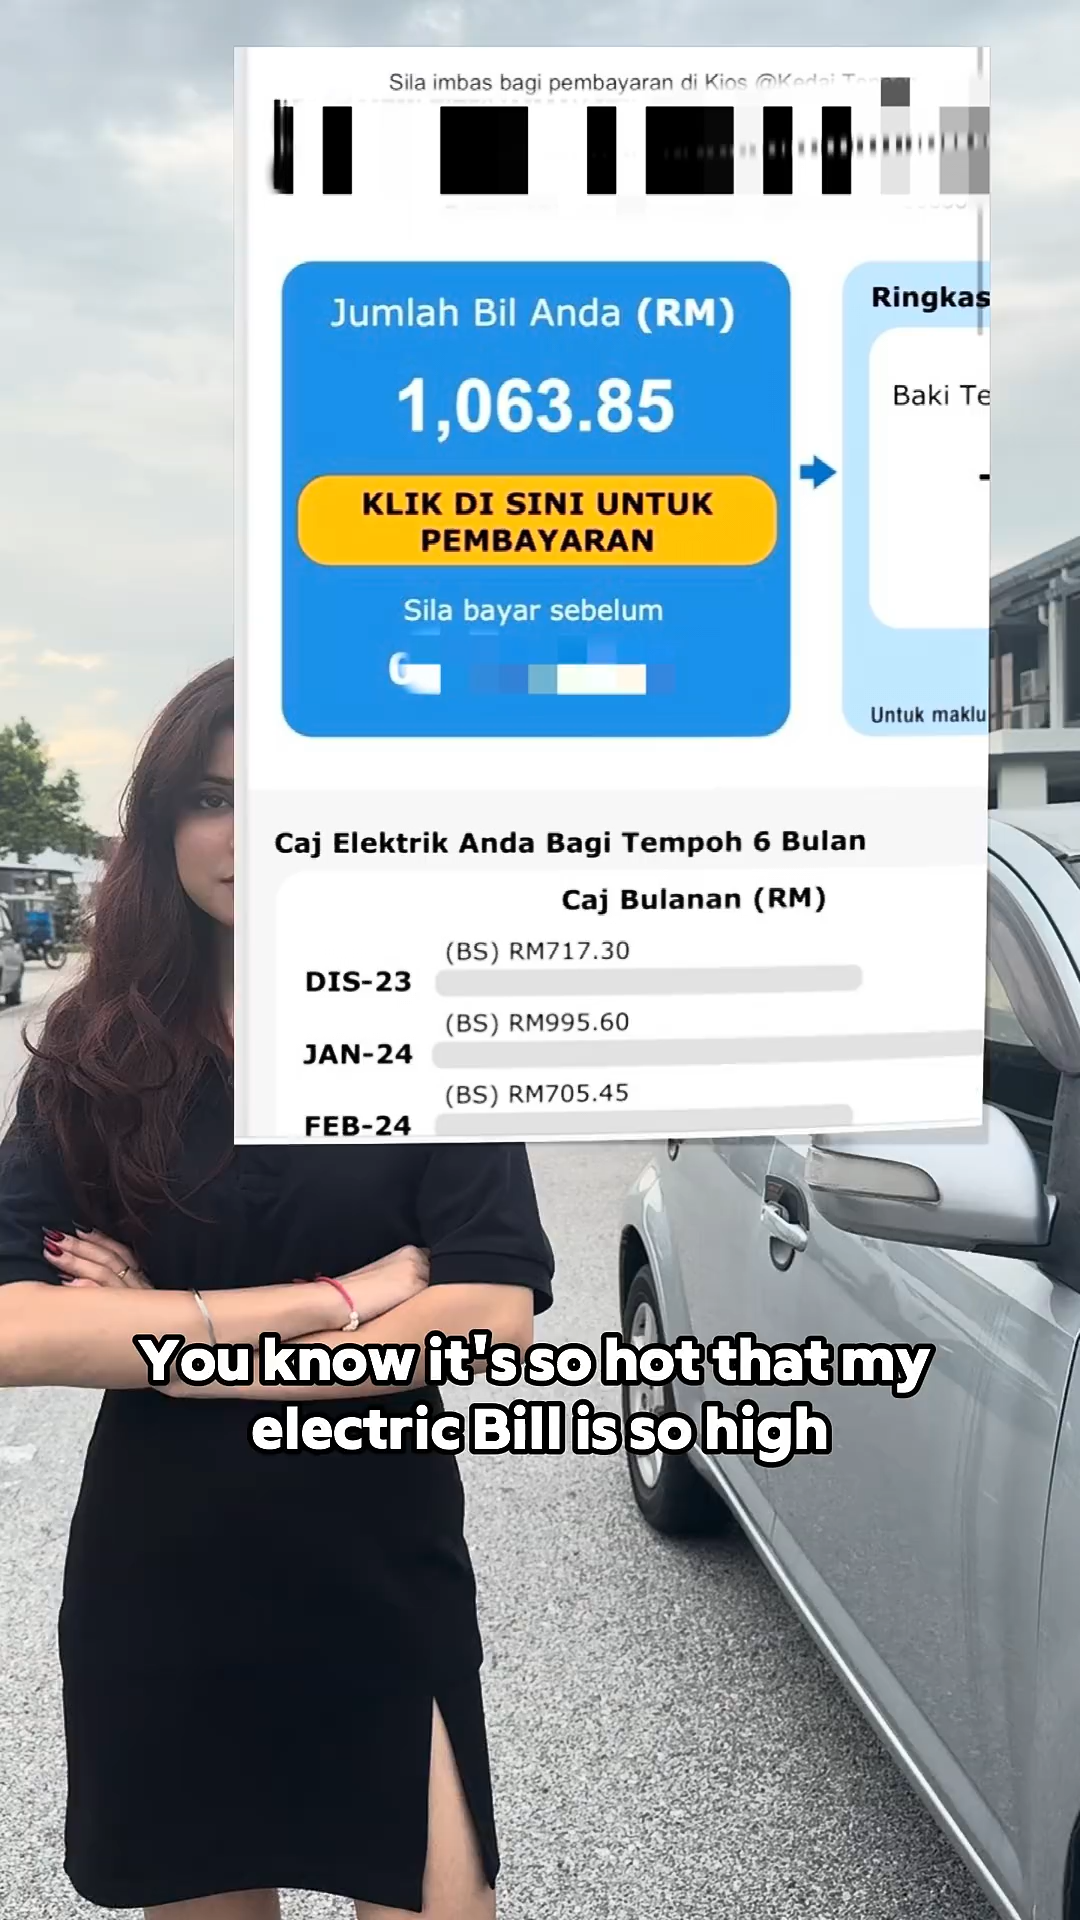 Sila imbas bagi pembayaran di Kios @Kedai
Jumlah Bil Anda (RM)
1,063.85
KLIK DI SINI UNTUK
PEMBAYARAN
Sila bayar sebelum
Ringkas
Baki Te
Untuk maklu
Caj Elektrik Anda Bagi Tempoh 6 Bulan
Caj Bulanan (RM)
(BS) RM717.30
DIS-23
(BS) RM995.60
JAN-24
(BS) RM705.45
FEB-24
You know it's so hot that my
electric Bill is so high